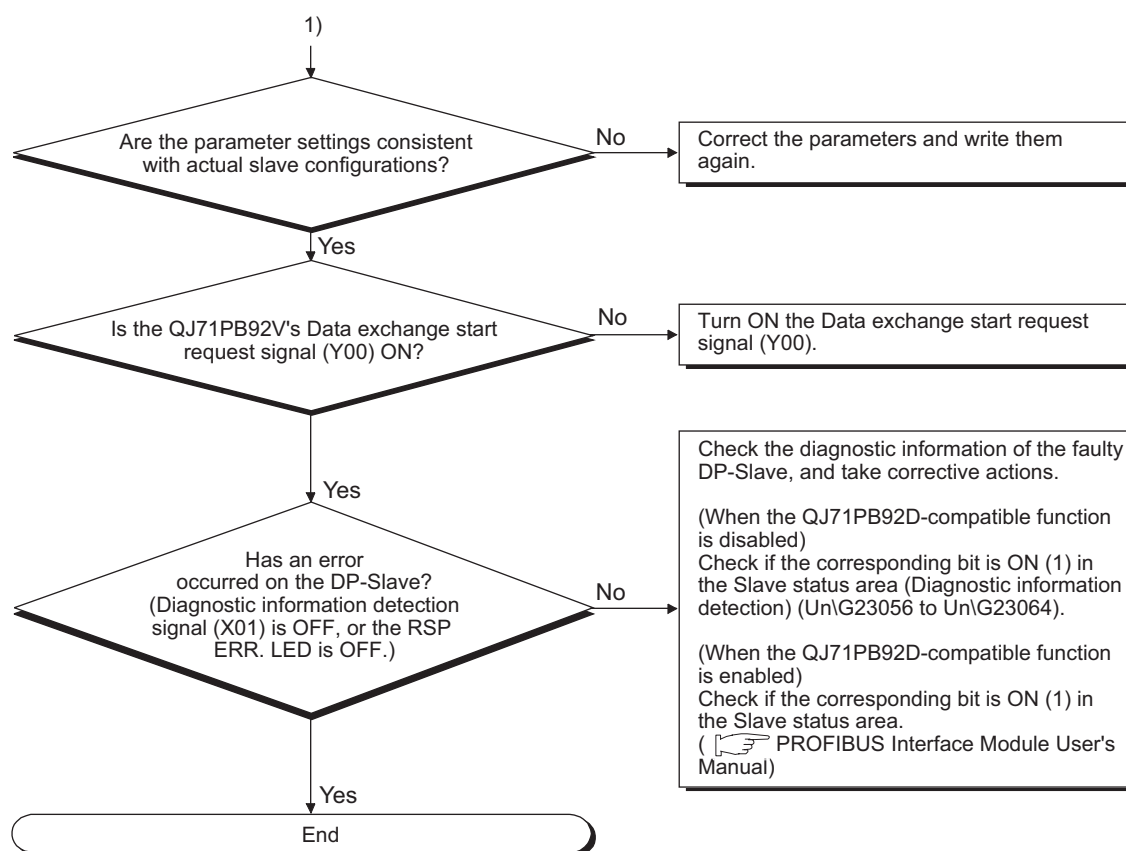 1)
Are the parameter settings consistent
with actual slave configurations?
No
Correct the parameters and write them
again.
Yes
Is the QJ71PB92V's Data exchange start
request signal (Y00) ON?
No
Turn ON the Data exchange start request
signal (Y00).
Yes
Has an error
occurred on the DP-Slave?
(Diagnostic information detection
signal (X01) is OFF, or the RSP
ERR. LED is OFF.)
No
Check the diagnostic information of the faulty
DP-Slave, and take corrective actions.
(When the QJ71PB92D-compatible function
is disabled)
Check if the corresponding bit is ON (1) in
the Slave status area (Diagnostic information
detection) (Un\G23056 to Un\G23064).
(When the QJ71PB92D-compatible function
is enabled)
Check if the corresponding bit is ON (1) in
the Slave status area.
( PROFIBUS Interface Module User's
Manual)
Yes
End